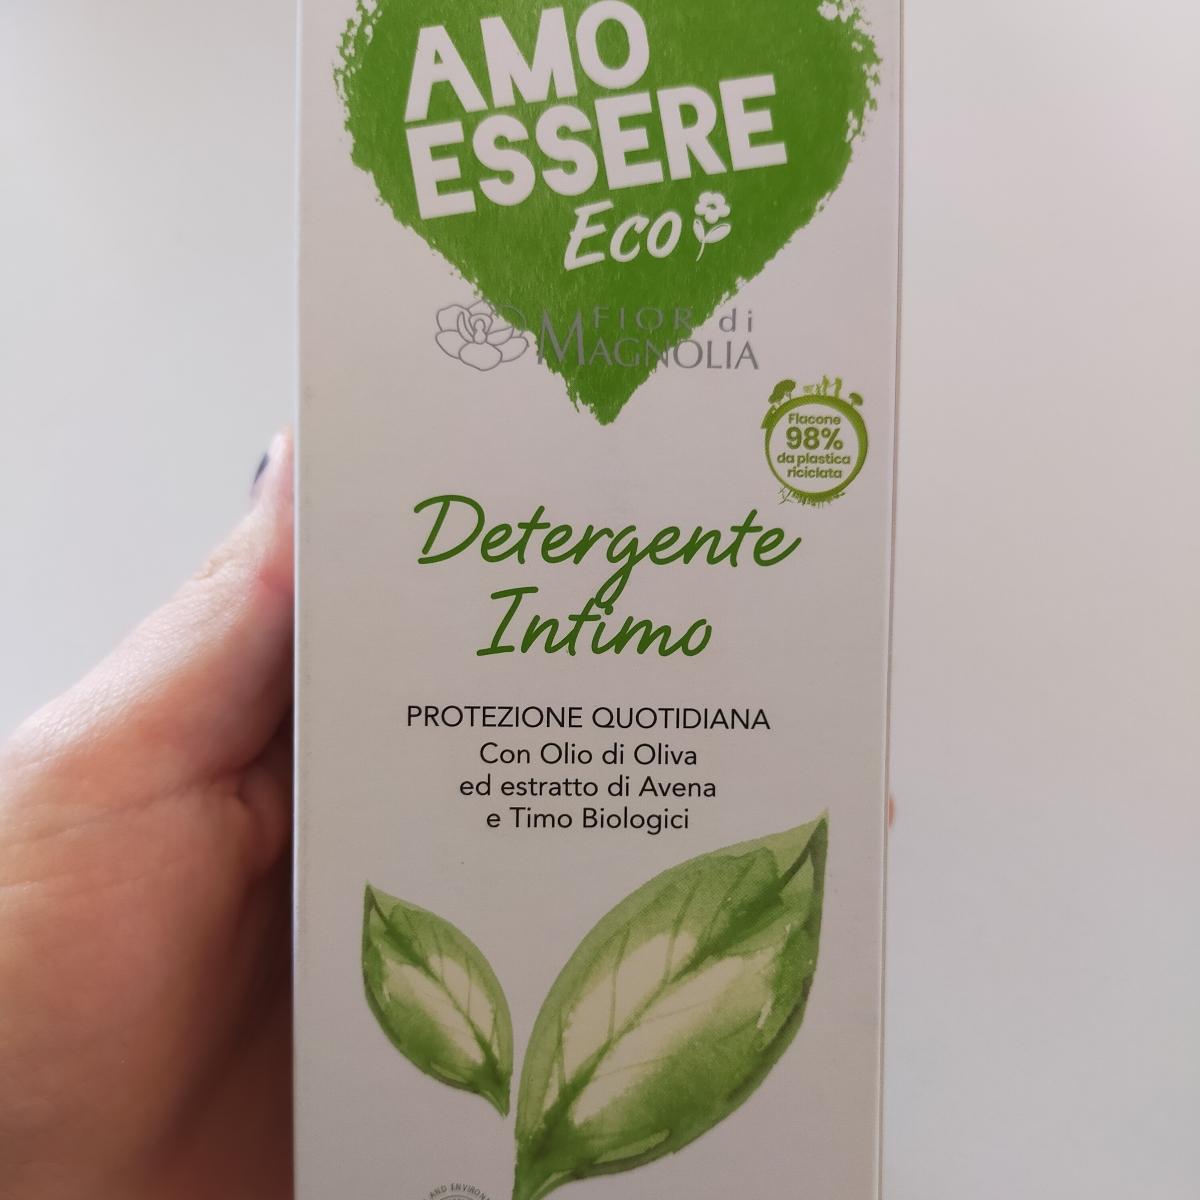 AMO
ESSERE
Eco
FIOR di
MAGNOLIA
Flacone
98%
da plastica
riciclata
Detergente
Intimo
PROTEZIONE QUOTIDIANA
Con Olio di Oliva
ed estratto di Avena
e Timo Biologici
AND